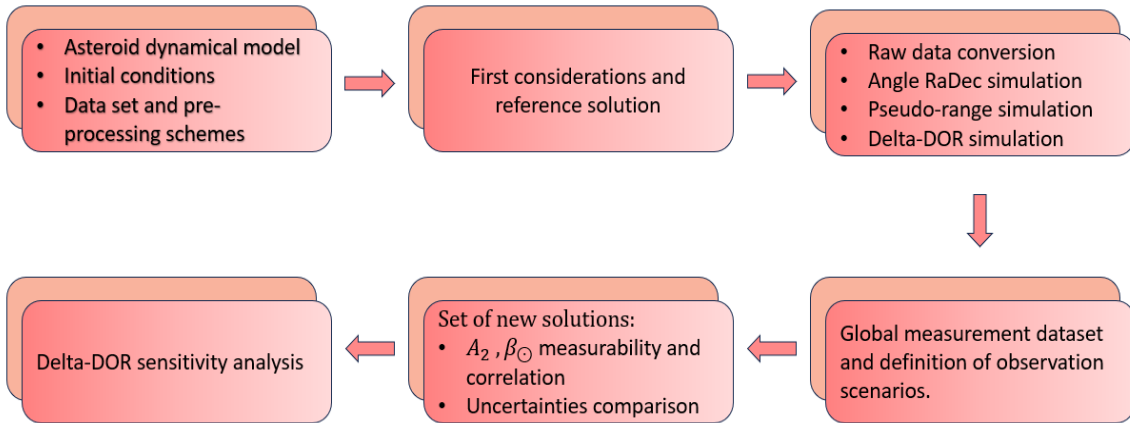 • Asteroid dynamical model
• Initial conditions
• Data set and pre-
processing schemes
First considerations and
reference solution
• Raw data conversion
• Angle RaDec simulation
• Pseudo-range simulation
• Delta-DOR simulation
Global measurement dataset
and definition of observation
scenarios.
Set of new solutions:
• A₂ , β⊙ measurability and
correlation
• Uncertainties comparison
Delta-DOR sensitivity analysis